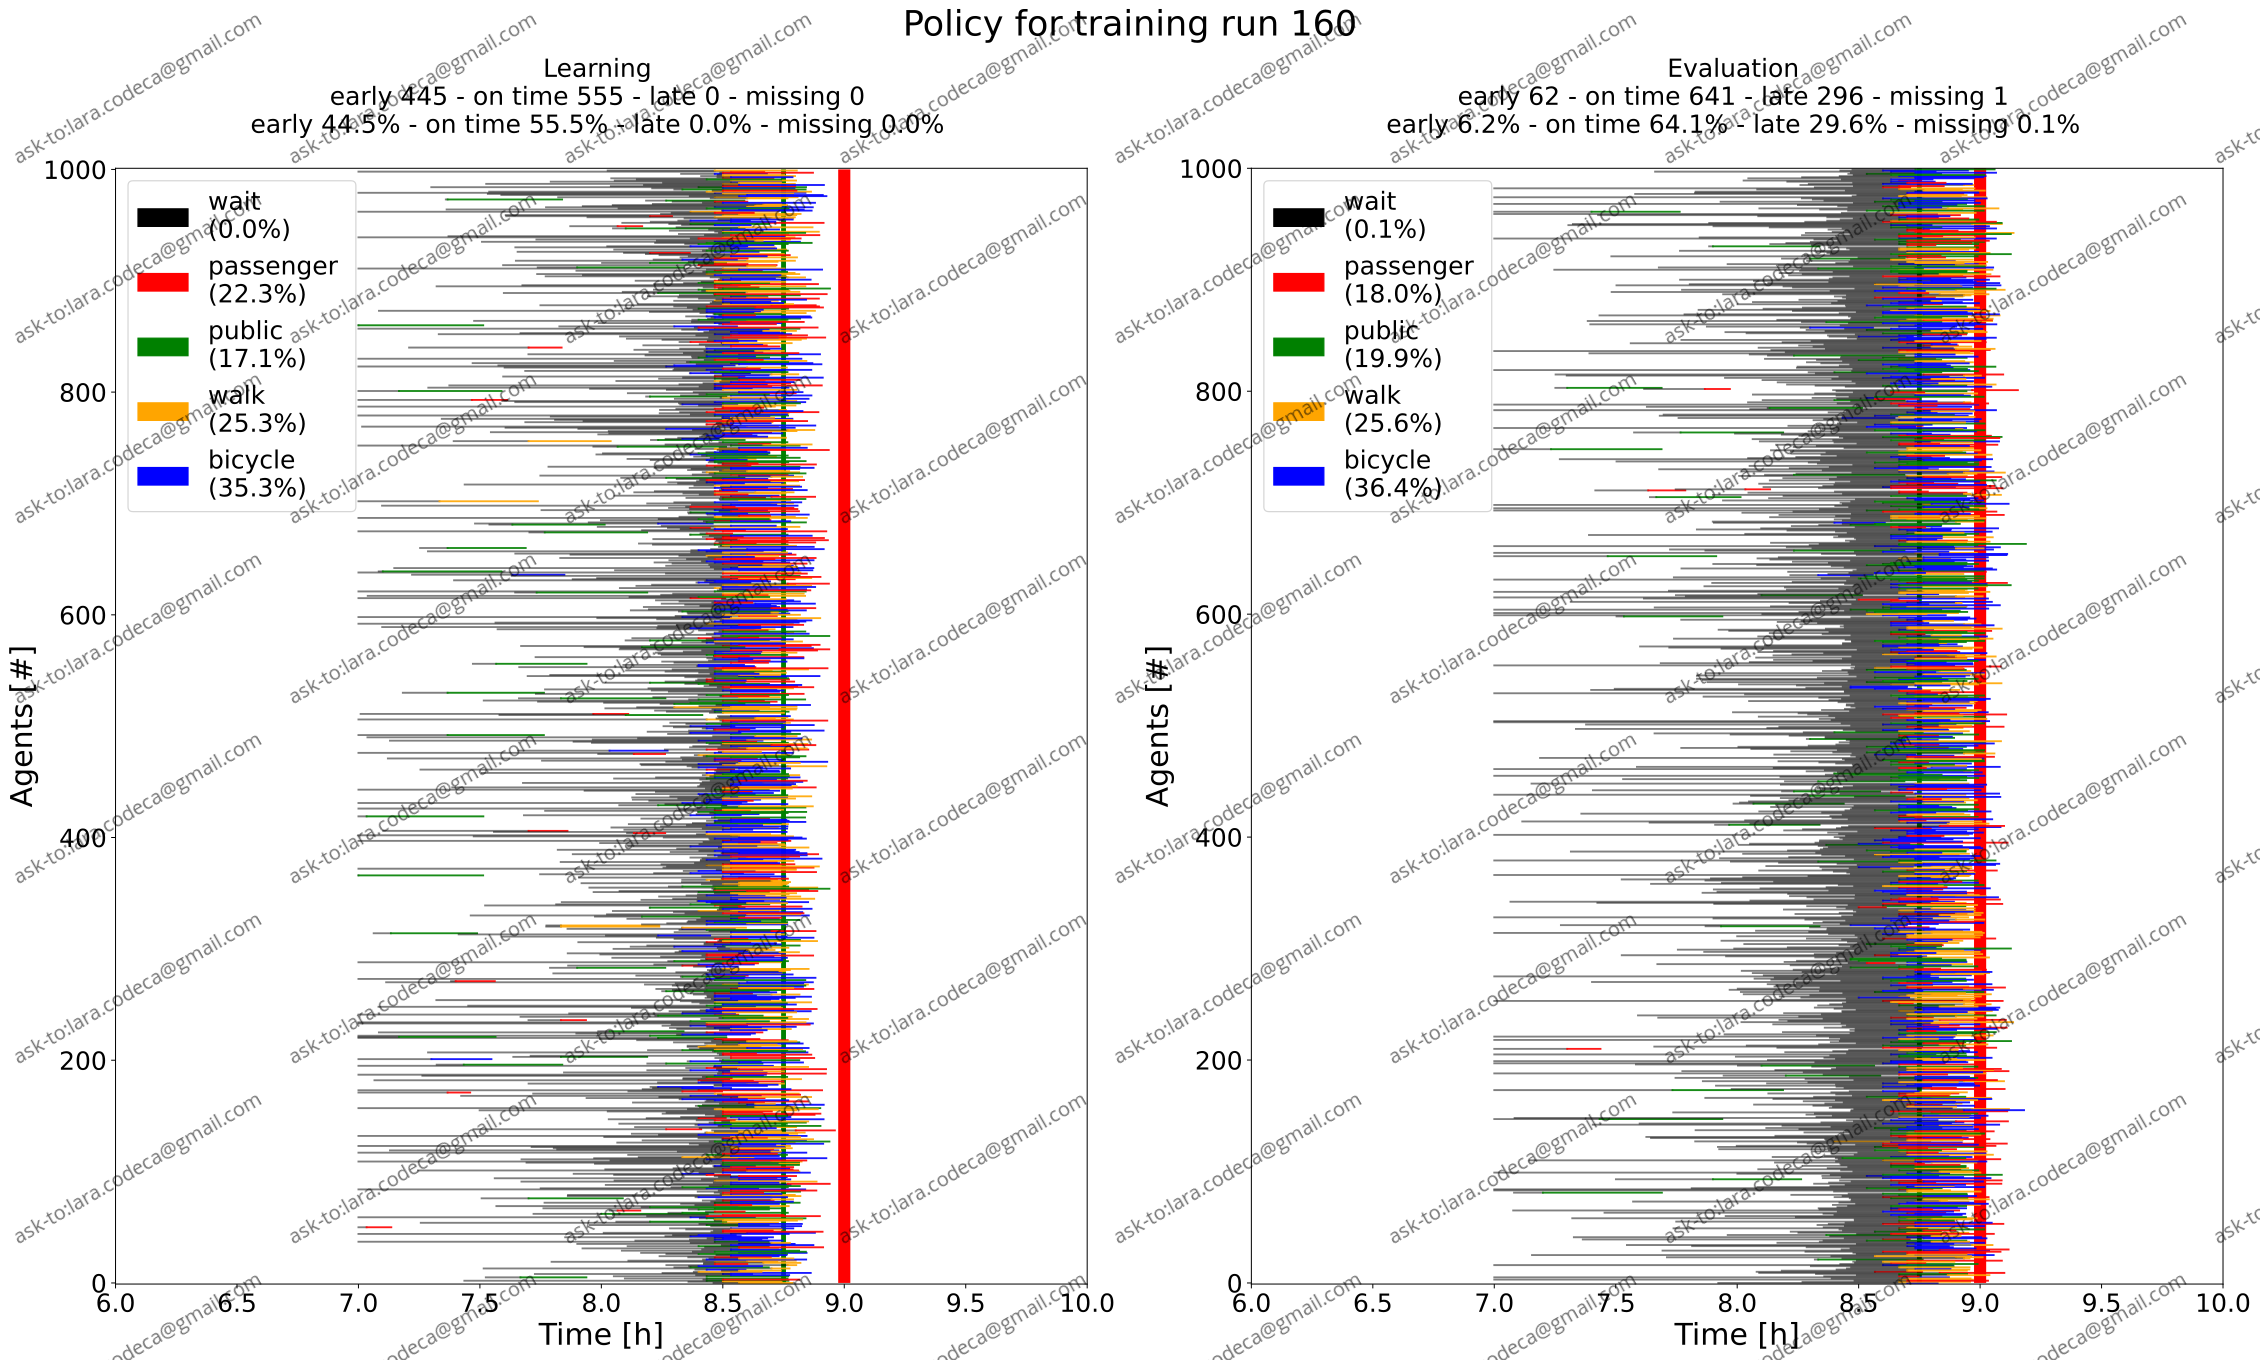 Policy for training run 160
Learning
early 445 - on time 555 - late 0 - missing 0
early 44.5% - on time 55.5% - late 0.0% - missing 0.0%
wait
(0.0%)
passenger
(22.3%)
public
(17.1%)
walk
(25.3%)
bicycle
(35.3%)
Agents [#]
1000
800
600
400
200
0
6.0 6.5 7.0 7.5 8.0 8.5 9.0 9.5 10.0
Time [h]
Evaluation
early 62 - on time 641 - late 296 - missing 1
early 6.2% - on time 64.1% - late 29.6% - missing 0.1%
wait
(0.1%)
passenger
(18.0%)
public
(19.9%)
walk
(25.6%)
bicycle
(36.4%)
Agents [#]
1000
800
600
400
200
0
6.0 6.5 7.0 7.5 8.0 8.5 9.0 9.5 10.0
Time [h]
ask-to:lara.codeca@gmail.com